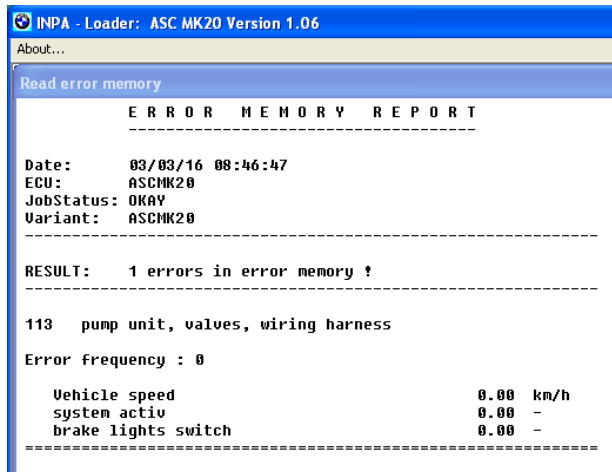 INPA - Loader: ASC MK20 Version 1.06
About...
Read error memory
E R R O R   M E M O R Y   R E P O R T
-------------------------------------
Date: 03/03/16 08:46:47
ECU: ASCMK20
JobStatus: OKAY
Variant: ASCMK20
-------------------------------------------------------------
RESULT: 1 errors in error memory !
-------------------------------------------------------------
113 pump unit, valves, wiring harness
Error frequency : 0
Vehicle speed 0.00 km/h
system activ 0.00 -
brake lights switch 0.00 -
=============================================================